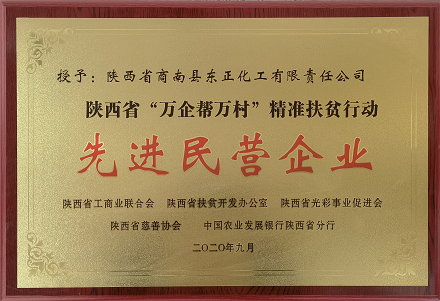 授予：陕西省商南县东正化工有限责任公司
陕西省“万企帮万村”精准扶贫行动
先进民营企业
陕西省工商业联合会 陕西省扶贫开发办公室 陕西省光彩事业促进会
陕西省慈善协会 中国农业发展银行陕西省分行
二〇二〇年九月